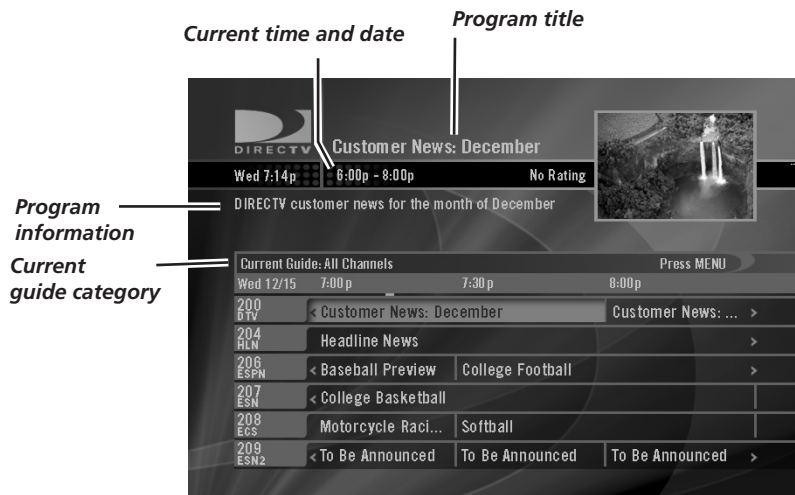 Program title
Current time and date
DIRECTV
Customer News: December
Wed 7:14p 6:00p - 8:00p No Rating
DIRECTV customer news for the month of December
Program
information
Current
guide category
Current Guide: All Channels Press MENU
Wed 12/15 7:00p 7:30p 8:00p
200
DTV
< Customer News: December Customer News: ... >
204
HLN
Headline News >
206
ESPN
< Baseball Preview College Football >
207
ESN
< College Basketball
208
ECS
Motorcycle Raci... Softball
209
ESN2
< To Be Announced To Be Announced To Be Announced >